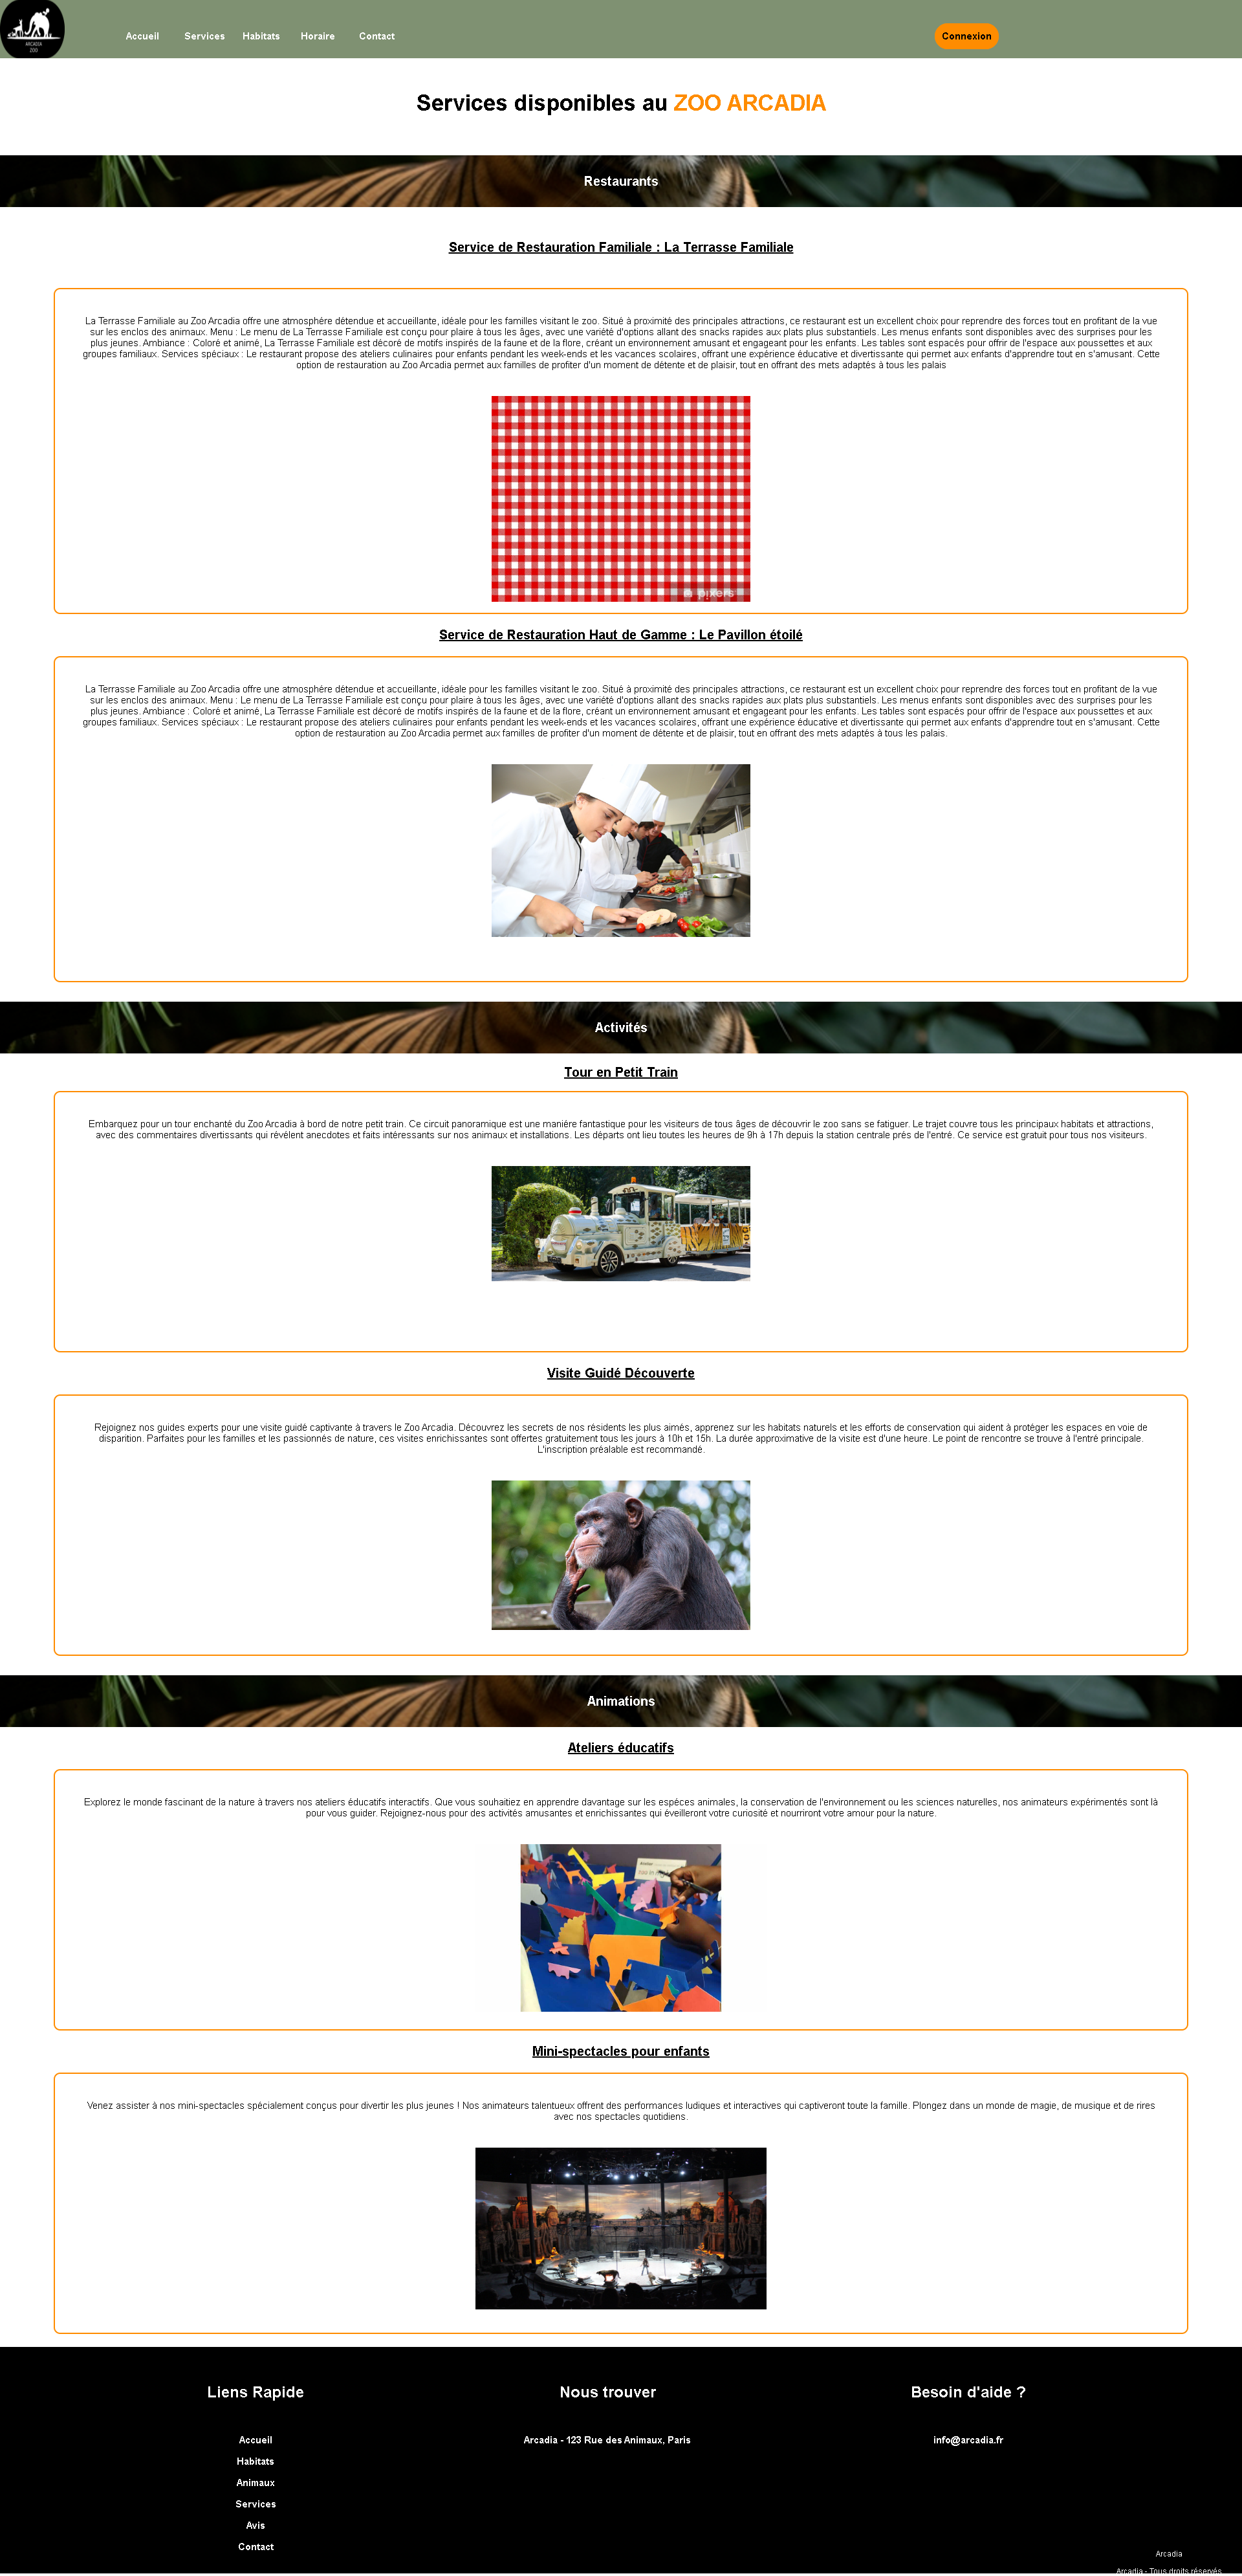 ARCADIA
ZOO
Accueil Services Habitats Horaire Contact Connexion
Services disponibles au ZOO ARCADIA
Restaurants
Service de Restauration Familiale : La Terrasse Familiale
La Terrasse Familiale au Zoo Arcadia offre une atmosphère détendue et accueillante, idéale pour les familles visitant le zoo. Situé à proximité des principales attractions, ce restaurant est un excellent choix pour reprendre des forces tout en profitant de la vue
sur les enclos des animaux. Menu : Le menu de La Terrasse Familiale est conçu pour plaire à tous les âges, avec une variété d'options allant des snacks rapides aux plats plus substantiels. Les menus enfants sont disponibles avec des surprises pour les
plus jeunes. Ambiance : Coloré et animé, La Terrasse Familiale est décoré de motifs inspirés de la faune et de la flore, créant un environnement amusant et engageant pour les enfants. Les tables sont espacés pour offrir de l'espace aux poussettes et aux
groupes familiaux. Services spéciaux : Le restaurant propose des ateliers culinaires pour enfants pendant les week-ends et les vacances scolaires, offrant une expérience éducative et divertissante qui permet aux enfants d'apprendre tout en s'amusant. Cette
option de restauration au Zoo Arcadia permet aux familles de profiter d'un moment de détente et de plaisir, tout en offrant des mets adaptés à tous les palais
pixers
Service de Restauration Haut de Gamme : Le Pavillon étoilé
La Terrasse Familiale au Zoo Arcadia offre une atmosphère détendue et accueillante, idéale pour les familles visitant le zoo. Situé à proximité des principales attractions, ce restaurant est un excellent choix pour reprendre des forces tout en profitant de la vue
sur les enclos des animaux. Menu : Le menu de La Terrasse Familiale est conçu pour plaire à tous les âges, avec une variété d'options allant des snacks rapides aux plats plus substantiels. Les menus enfants sont disponibles avec des surprises pour les
plus jeunes. Ambiance : Coloré et animé, La Terrasse Familiale est décoré de motifs inspirés de la faune et de la flore, créant un environnement amusant et engageant pour les enfants. Les tables sont espacés pour offrir de l'espace aux poussettes et aux
groupes familiaux. Services spéciaux : Le restaurant propose des ateliers culinaires pour enfants pendant les week-ends et les vacances scolaires, offrant une expérience éducative et divertissante qui permet aux enfants d'apprendre tout en s'amusant. Cette
option de restauration au Zoo Arcadia permet aux familles de profiter d'un moment de détente et de plaisir, tout en offrant des mets adaptés à tous les palais.
Activités
Tour en Petit Train
Embarquez pour un tour enchanté du Zoo Arcadia à bord de notre petit train. Ce circuit panoramique est une manière fantastique pour les visiteurs de tous âges de découvrir le zoo sans se fatiguer. Le trajet couvre tous les principaux habitats et attractions,
avec des commentaires divertissants qui révèlent anecdotes et faits intéressants sur nos animaux et installations. Les départs ont lieu toutes les heures de 9h à 17h depuis la station centrale près de l'entré. Ce service est gratuit pour tous nos visiteurs.
Visite Guidé Découverte
Rejoignez nos guides experts pour une visite guidé captivante à travers le Zoo Arcadia. Découvrez les secrets de nos résidents les plus aimés, apprenez sur les habitats naturels et les efforts de conservation qui aident à protéger les espaces en voie de
disparition. Parfaites pour les familles et les passionnés de nature, ces visites enrichissantes sont offertes gratuitement tous les jours à 10h et 15h. La durée approximative de la visite est d'une heure. Le point de rencontre se trouve à l'entré principale.
L'inscription préalable est recommandé.
Animations
Ateliers éducatifs
Explorez le monde fascinant de la nature à travers nos ateliers éducatifs interactifs. Que vous souhaitiez en apprendre davantage sur les espèces animales, la conservation de l'environnement ou les sciences naturelles, nos animateurs expérimentés sont là
pour vous guider. Rejoignez-nous pour des activités amusantes et enrichissantes qui éveilleront votre curiosité et nourriront votre amour pour la nature.
Mini-spectacles pour enfants
Venez assister à nos mini-spectacles spécialement conçus pour divertir les plus jeunes ! Nos animateurs talentueux offrent des performances ludiques et interactives qui captiveront toute la famille. Plongez dans un monde de magie, de musique et de rires
avec nos spectacles quotidiens.
Liens Rapide
Accueil
Habitats
Animaux
Services
Avis
Contact
Nous trouver
Arcadia - 123 Rue des Animaux, Paris
Besoin d'aide ?
info@arcadia.fr
Arcadia
Arcadia - Tous droits réservés